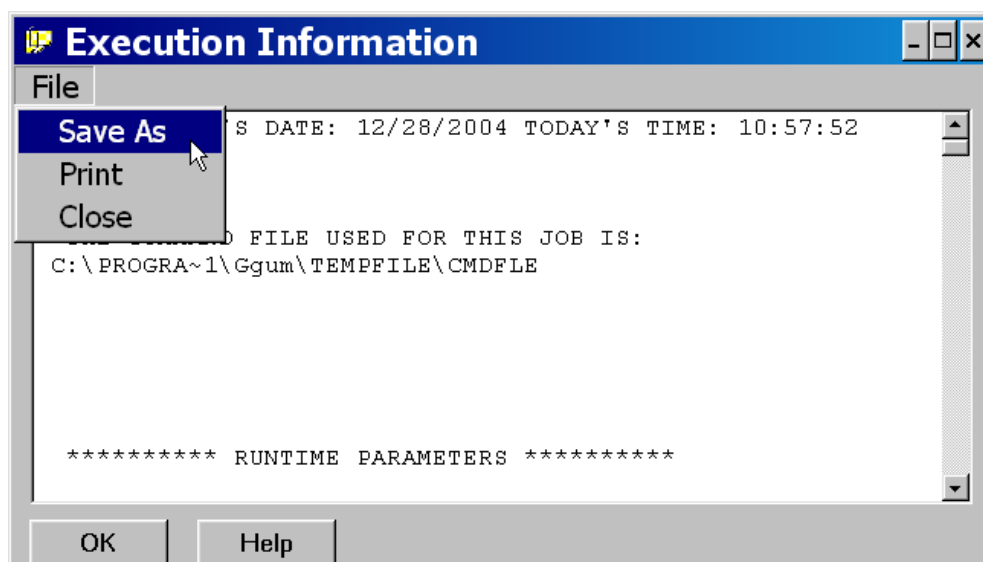 Execution Information
File
Save As
Print
Close
'S DATE: 12/28/2004 TODAY'S TIME: 10:57:52
FILE USED FOR THIS JOB IS:
C:\PROGRA~1\Ggum\TEMPFILE\CMDFLE
********** RUNTIME PARAMETERS **********
OK
Help